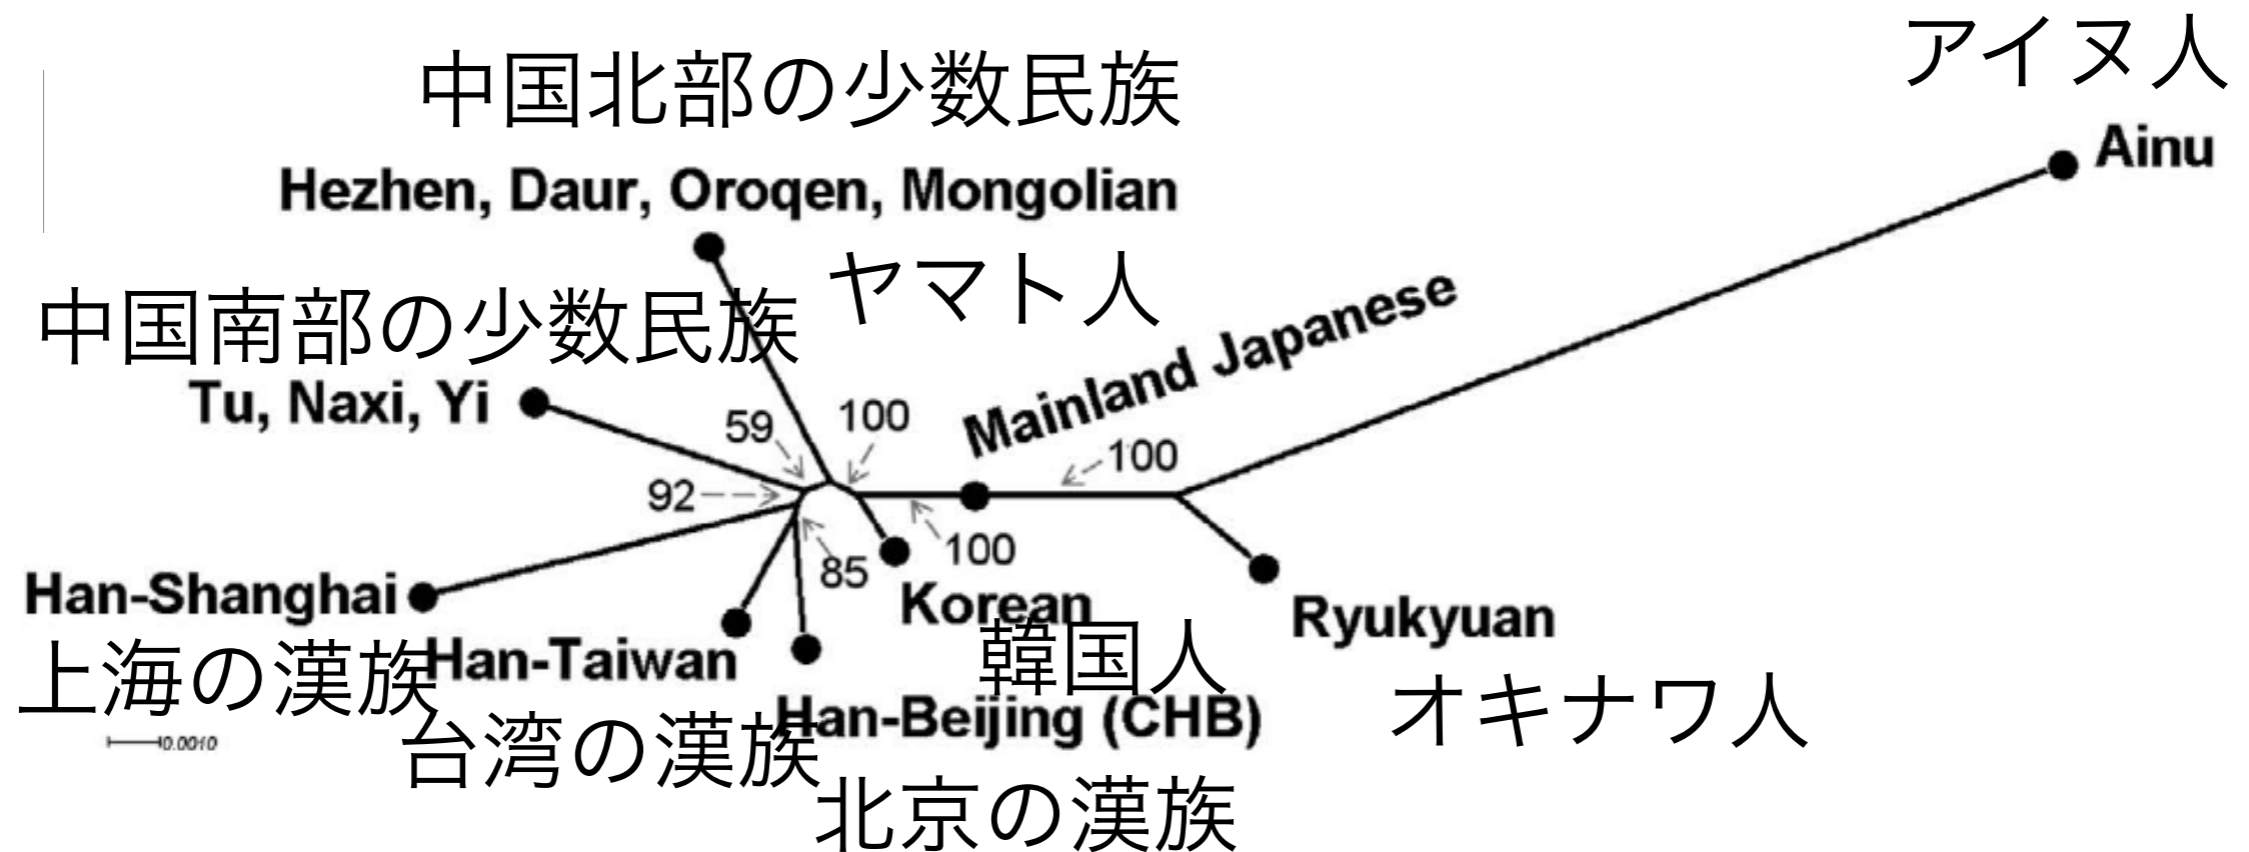 アイヌ人
中国北部の少数民族
Ainu
Hezhen, Daur, Oroqen, Mongolian
ヤマト人
中国南部の少数民族
Mainland Japanese
Tu, Naxi, Yi
59
100
100
92
100
85
Han-Shanghai
Korean
Ryukyuan
上海の漢族
Han-Taiwan
韓国人
オキナワ人
台湾の漢族
Han-Beijing (CHB)
0.0010
北京の漢族